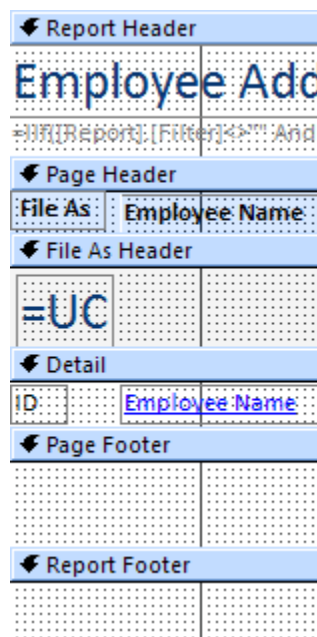 Report Header
Employee Add
=IIf([Report].[Filter]<>"" And
Page Header
File As Employee Name
File As Header
=UC
Detail
ID Employee Name
Page Footer
Report Footer